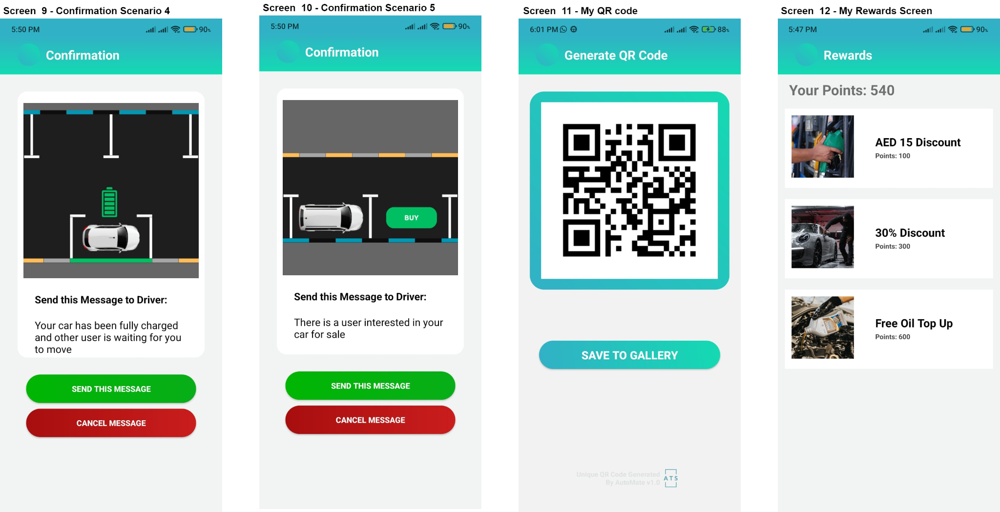 Screen 9 - Confirmation Scenario 4
5:50 PM
90%
Confirmation
Send this Message to Driver:
Your car has been fully charged
and other user is waiting for you
to move
SEND THIS MESSAGE
CANCEL MESSAGE
Screen 10 - Confirmation Scenario 5
5:50 PM
90%
Confirmation
BUY
Send this Message to Driver:
There is a user interested in your
car for sale
SEND THIS MESSAGE
CANCEL MESSAGE
Screen 11 - My QR code
6:01 PM
88%
Generate QR Code
SAVE TO GALLERY
Unique QR Code Generated
By AutoMate v1.0
ATS
Screen 12 - My Rewards Screen
5:47 PM
90%
Rewards
Your Points: 540
AED 15 Discount
Points: 100
30% Discount
Points: 300
Free Oil Top Up
Points: 600